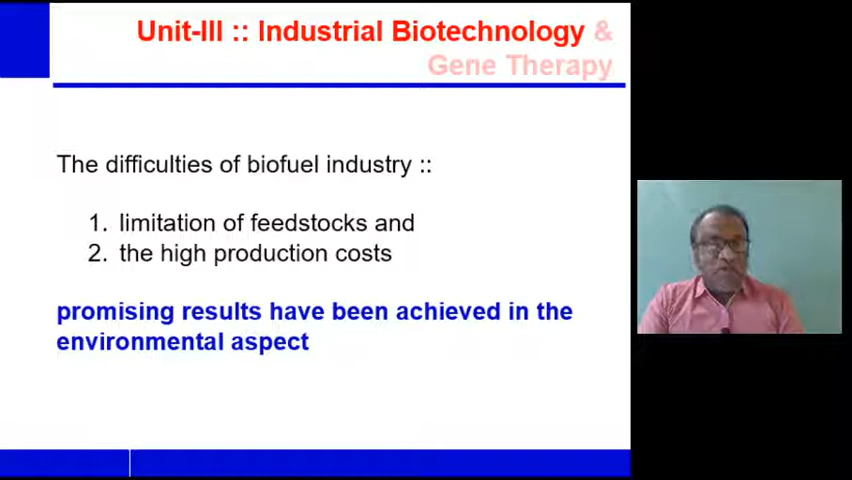 Unit-III :: Industrial Biotechnology &
Gene Therapy
The difficulties of biofuel industry ::
1. limitation of feedstocks and
2. the high production costs
promising results have been achieved in the
environmental aspect